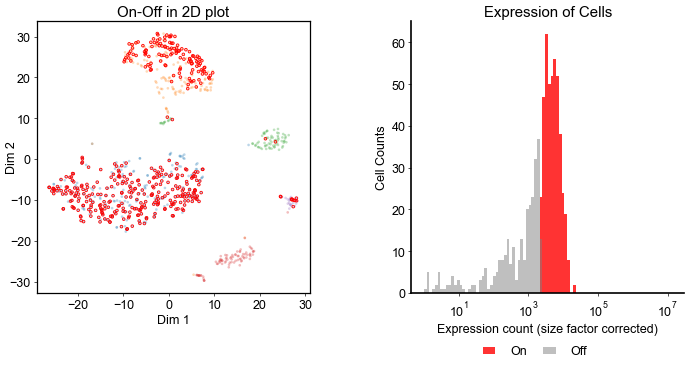 On-Off in 2D plot
Dim 2
30
20
10
0
−10
−20
−30
−20 −10 0 10 20 30
Dim 1
Expression of Cells
Cell Counts
60
50
40
30
20
10
0
10^1 10^3 10^5 10^7
Expression count (size factor corrected)
On Off